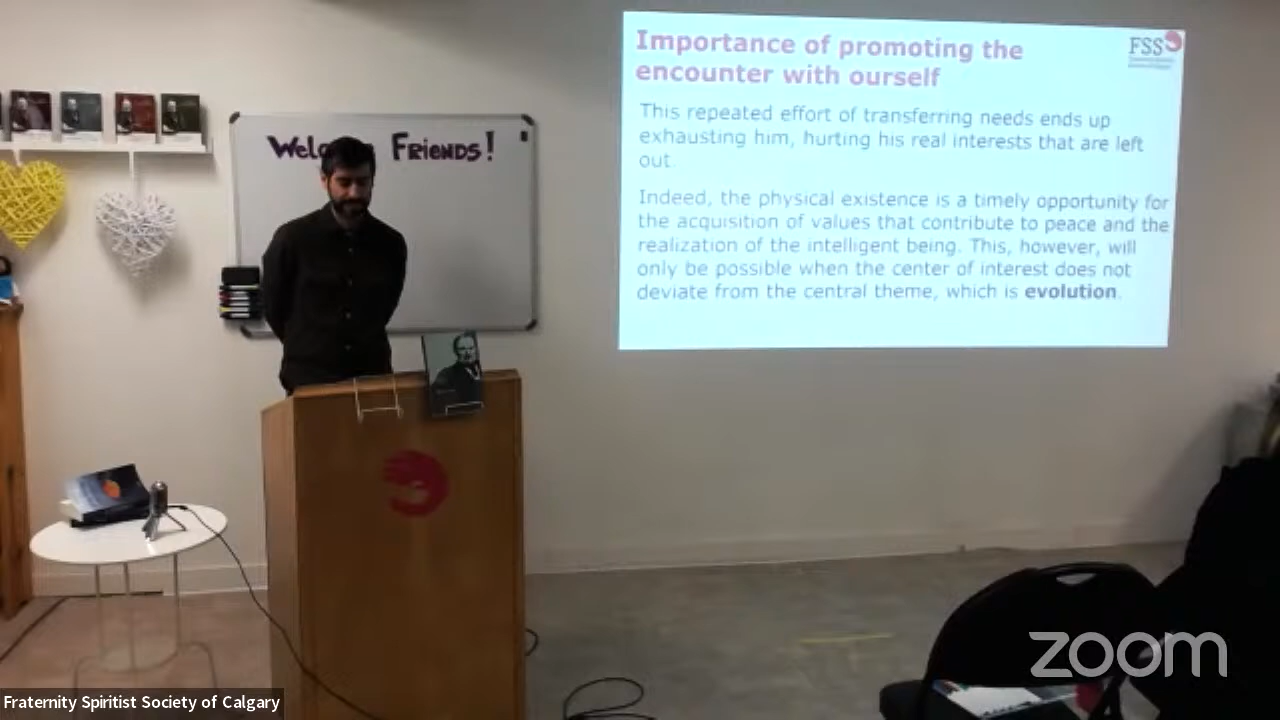 Importance of promoting the
encounter with ourself
FSS
This repeated effort of transferring needs ends up
exhausting him, hurting his real interests that are left
out.
Indeed, the physical existence is a timely opportunity for
the acquisition of values that contribute to peace and the
realization of the intelligent being. This, however, will
only be possible when the center of interest does not
deviate from the central theme, which is evolution.
Wel Friends!
zoom
Fraternity Spiritist Society of Calgary